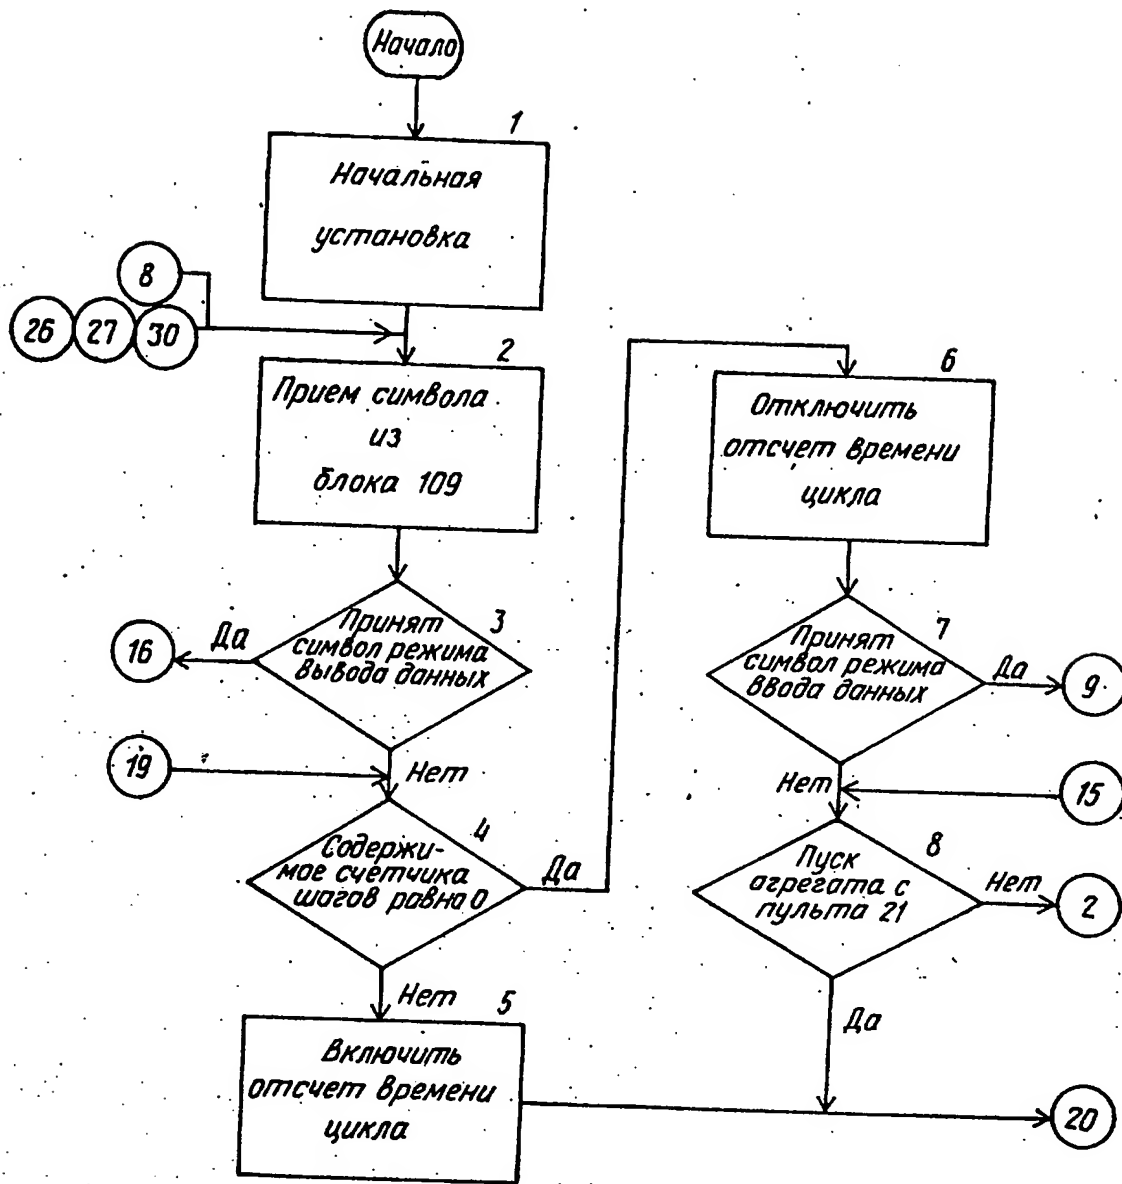 Начало
1
Начальная
установка
8
26 27 30
2
Прием символа
из
блока 109
3
Принят
символ режима
вывода данных
Да
16
19
Нет
4
Содержи-
мое счетчика
шагов равна 0
Да
Нет
5
Включить
отсчет времени
цикла
6
Отключить
отсчет времени
цикла
7
Принят
символ режима
ввода данных
Да
9
Нет
15
8
Пуск
агрегата с
пульта 21
Нет
2
Да
20